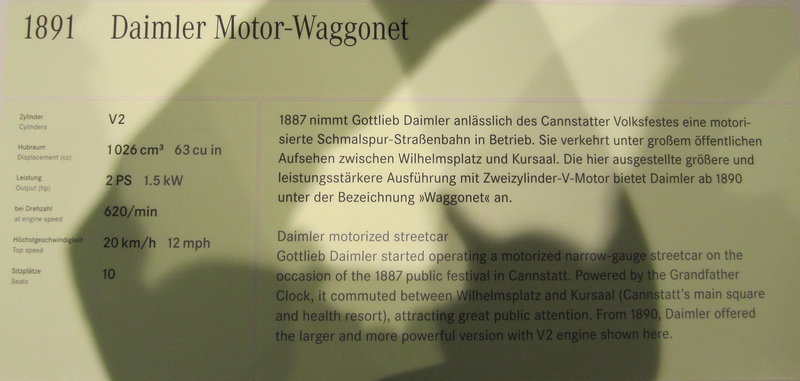 1891 Daimler Motor-Waggonet
Zylinder
Cylinders
V2
Hubraum
Displacement (cc)
1 026 cm³ 63 cu in
Leistung
Output (hp)
2 PS 1.5 kW
bei Drehzahl
at engine speed
620/min
Höchstgeschwindigkeit
Top speed
20 km/h 12 mph
Sitzplätze
Seats
10
1887 nimmt Gottlieb Daimler anlässlich des Cannstatter Volksfestes eine motori-
sierte Schmalspur-Straßenbahn in Betrieb. Sie verkehrt unter großem öffentlichen
Aufsehen zwischen Wilhelmsplatz und Kursaal. Die hier ausgestellte größere und
leistungsstärkere Ausführung mit Zweizylinder-V-Motor bietet Daimler ab 1890
unter der Bezeichnung »Waggonet« an.
Daimler motorized streetcar
Gottlieb Daimler started operating a motorized narrow-gauge streetcar on the
occasion of the 1887 public festival in Cannstatt. Powered by the Grandfather
Clock, it commuted between Wilhelmsplatz and Kursaal (Cannstatt's main square
and health resort), attracting great public attention. From 1890, Daimler offered
the larger and more powerful version with V2 engine shown here.